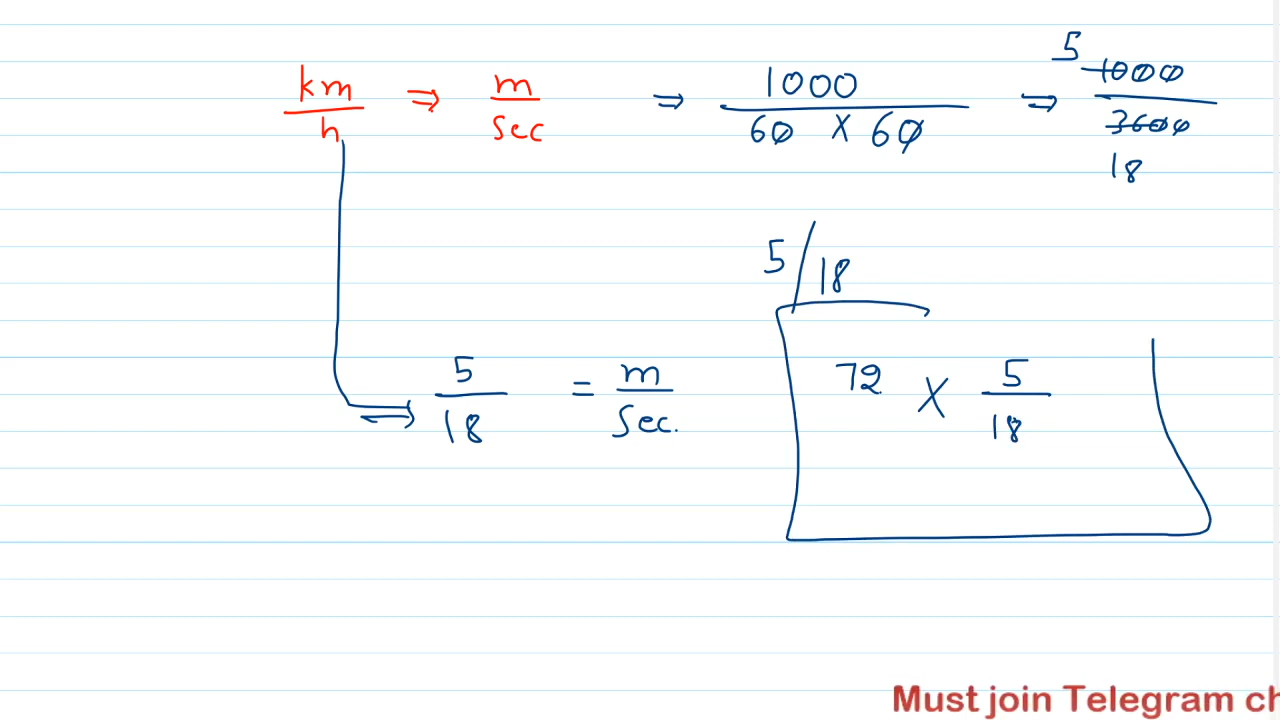 km/h ⇒ m/sec ⇒ 1000/60 X 60 ⇒ 5 1000/3600 18
5/18
5/18 = m/sec.
72 X 5/18
Must join Telegram ch